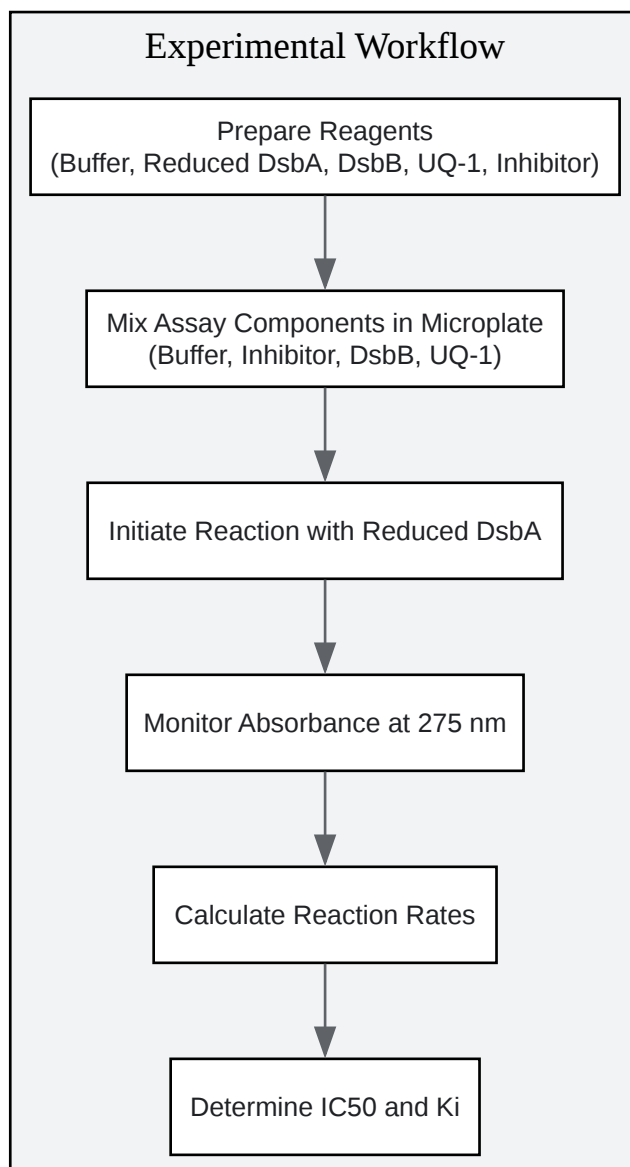 Experimental Workflow
Prepare Reagents
(Buffer, Reduced DsbA, DsbB, UQ-1, Inhibitor)
Mix Assay Components in Microplate
(Buffer, Inhibitor, DsbB, UQ-1)
Initiate Reaction with Reduced DsbA
Monitor Absorbance at 275 nm
Calculate Reaction Rates
Determine IC50 and Ki